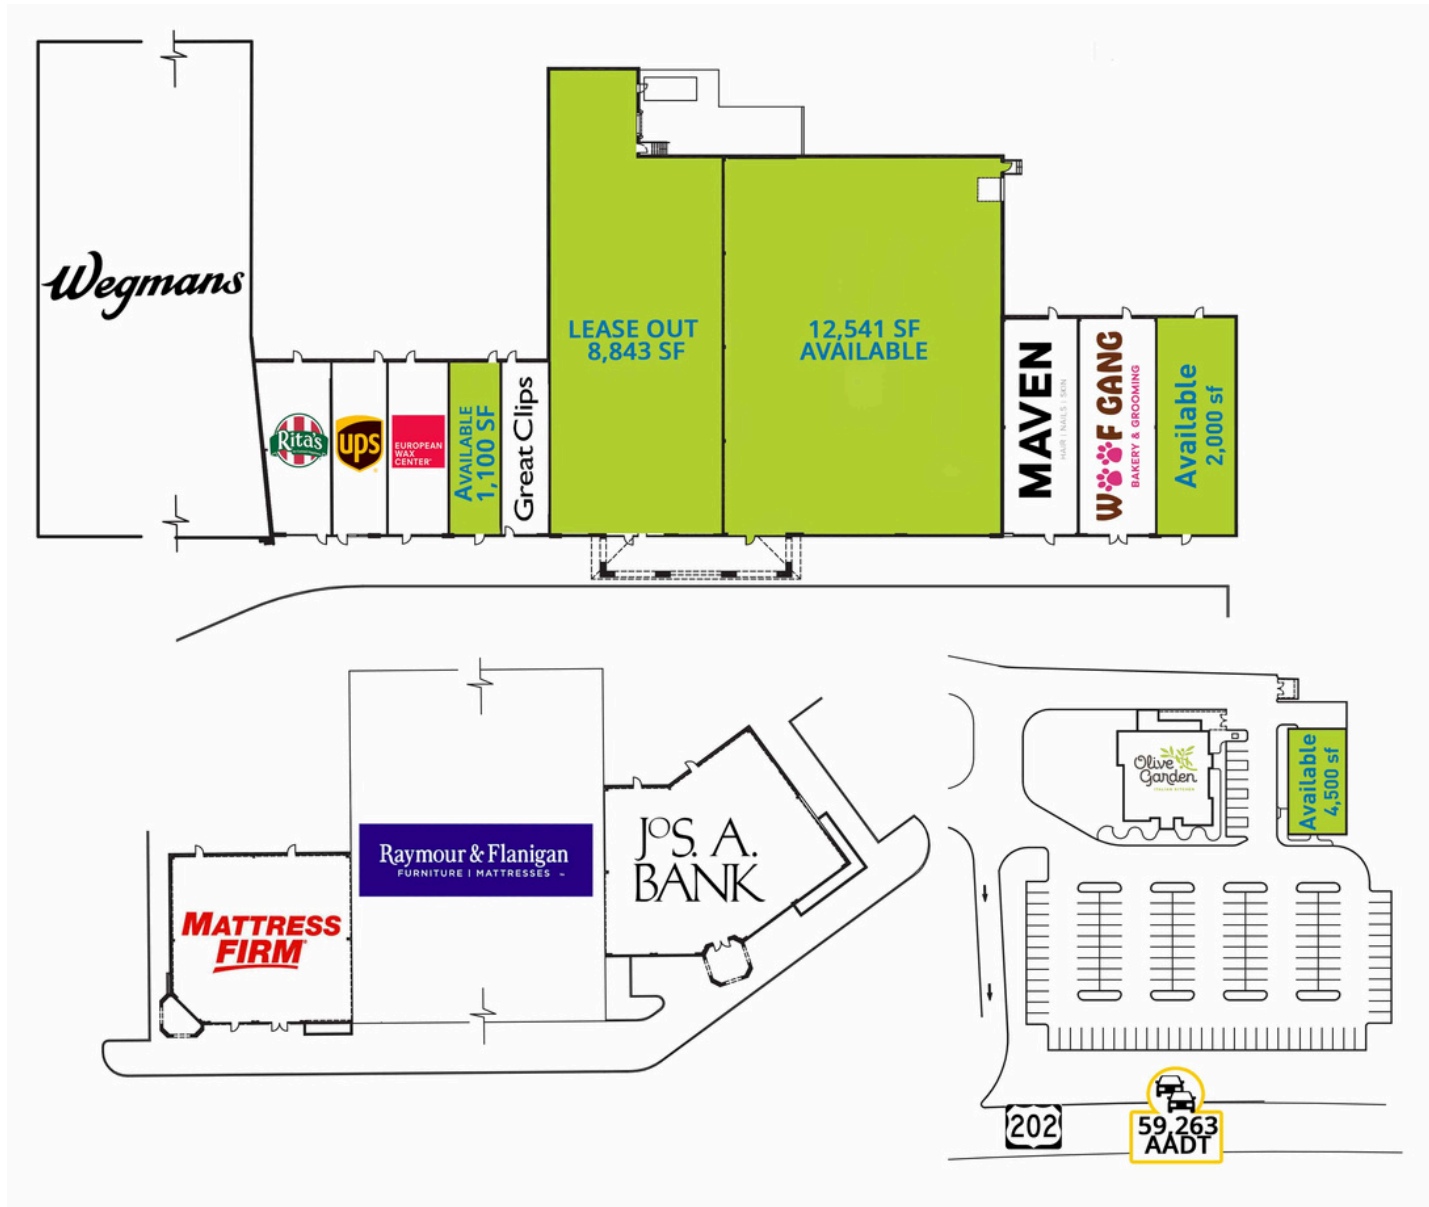 Wegmans
Rita's
ups
EUROPEAN
WAX
CENTER
AVAILABLE
1,100 SF
Great Clips
LEASE OUT
8,843 SF
12,541 SF
AVAILABLE
MAVEN
HAIR | NAILS | SKIN
WOOF GANG
BAKERY & GROOMING
Available
2,000 sf
MATTRESS
FIRM
Raymour & Flanigan
FURNITURE | MATTRESSES
JOS. A.
BANK
Olive
Garden
ITALIAN KITCHEN
Available
4,500 sf
202
59,263
AADT